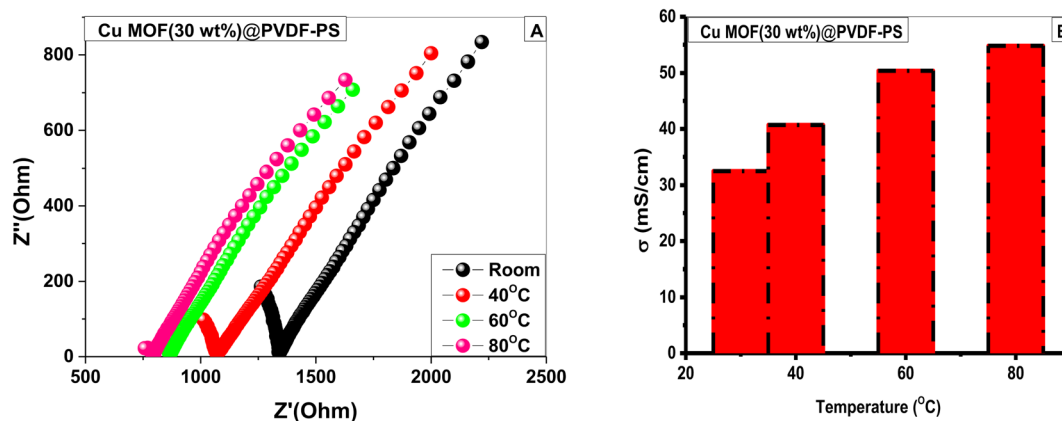 Cu MOF(30 wt%)@PVDF-PS
A
800
600
400
200
0
Z''(Ohm)
Room
40°C
60°C
80°C
500
1000
1500
2000
2500
Z'(Ohm)
Cu MOF(30 wt%)@PVDF-PS
60
50
40
30
20
10
0
σ (mS/cm)
20
40
60
80
Temperature (°C)